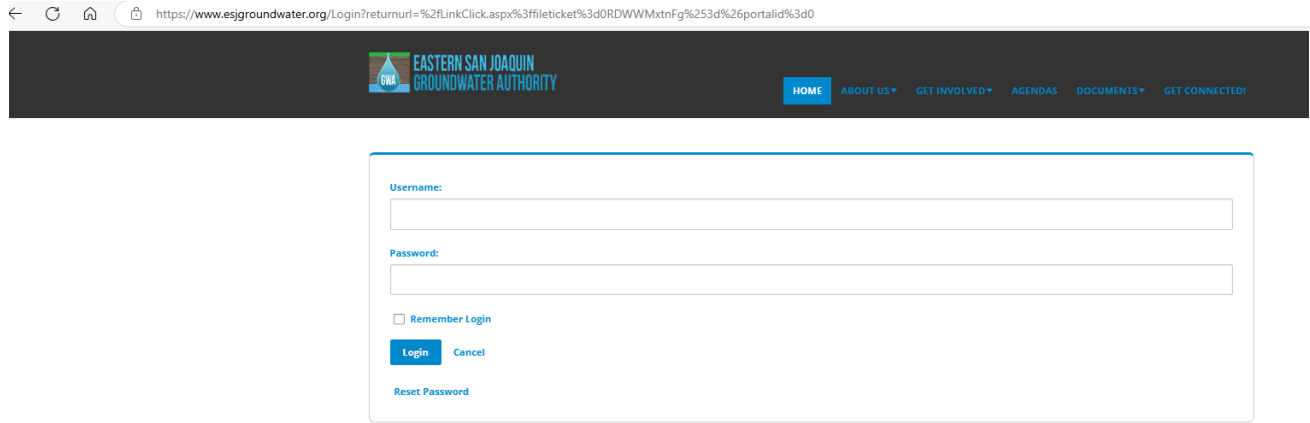 https://www.esjgroundwater.org/Login?returnurl=%2fLinkClick.aspx%3ffileticket%3d0RDWWMxtnFg%253d%26portalid%3d0
EASTERN SAN JOAQUIN
GWA GROUNDWATER AUTHORITY
HOME ABOUT US GET INVOLVED AGENDAS DOCUMENTS GET CONNECTED!
Username:
Password:
Remember Login
Login Cancel
Reset Password